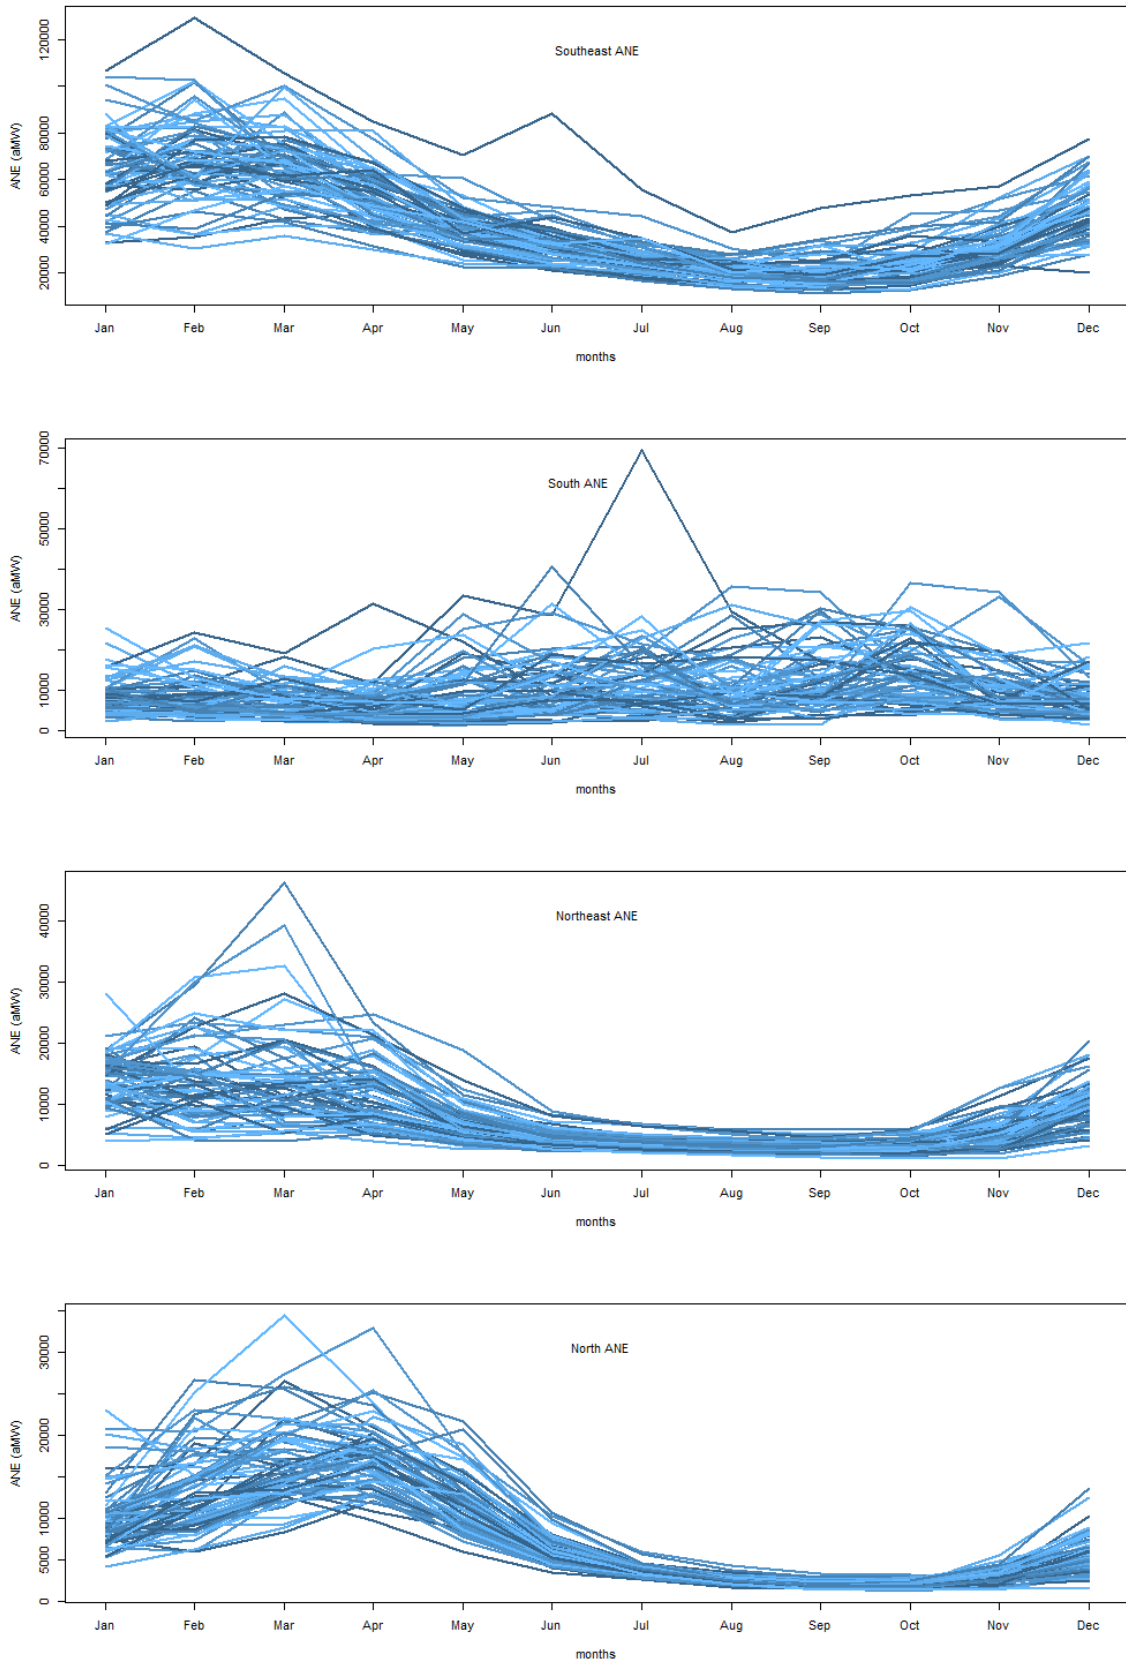 Southeast ANE
ANE (aMW)
120000
80000
60000
40000
20000
Jan Feb Mar Apr May Jun Jul Aug Sep Oct Nov Dec
months
South ANE
ANE (aMW)
70000
50000
30000
10000
0
Jan Feb Mar Apr May Jun Jul Aug Sep Oct Nov Dec
months
Northeast ANE
ANE (aMW)
40000
30000
20000
10000
0
Jan Feb Mar Apr May Jun Jul Aug Sep Oct Nov Dec
months
North ANE
ANE (aMW)
30000
20000
10000
50000
0
Jan Feb Mar Apr May Jun Jul Aug Sep Oct Nov Dec
months